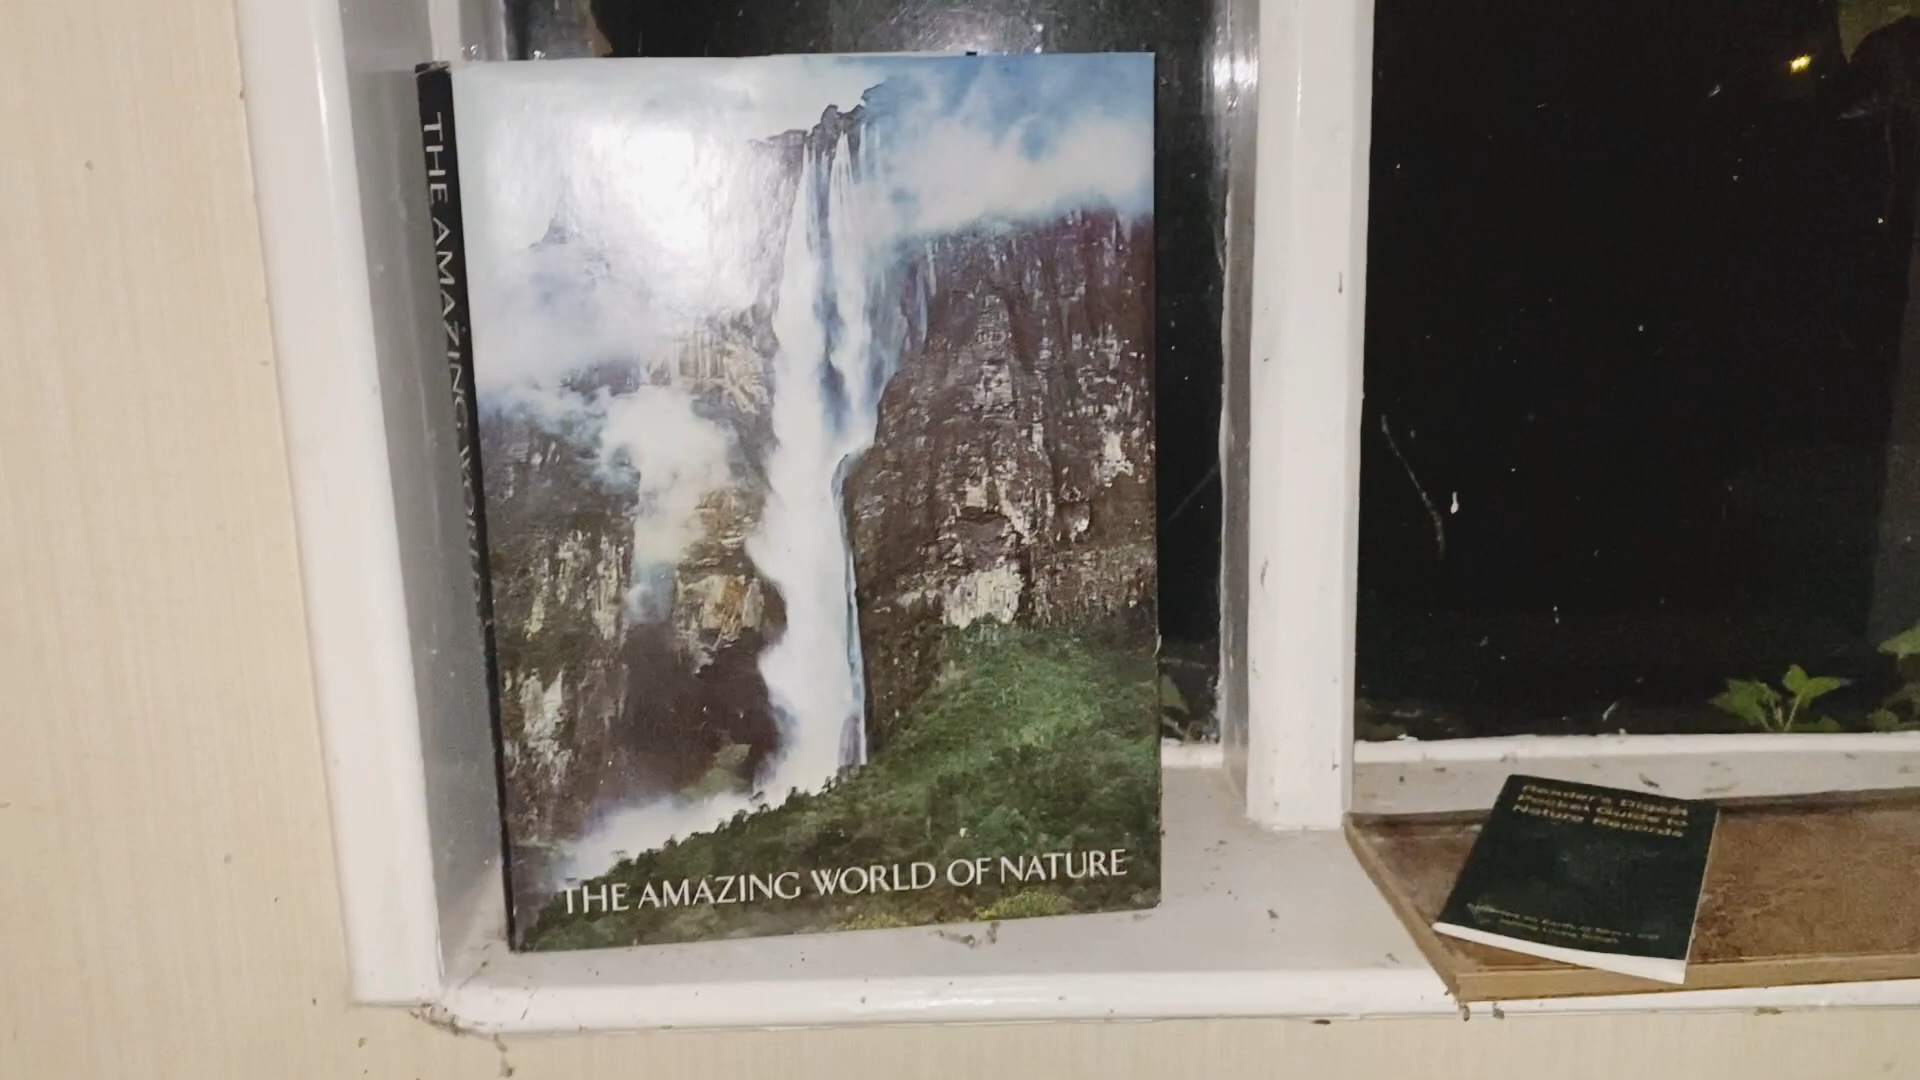 THE AMAZING WORLD
THE AMAZING WORLD OF NATURE
Reader's Digest
Pocket Guide to
Nature Records